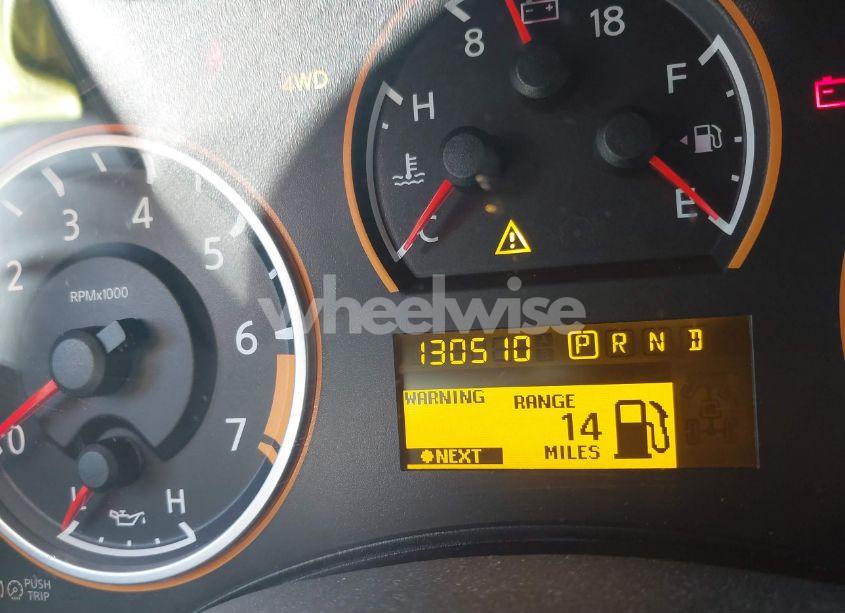 8
18
4WD
H
F
C
E
2
3
4
5
6
7
0
RPMx1000
L
H
wheelwise
130510 P R N D
WARNING RANGE
14
NEXT MILES
PUSH
TRIP